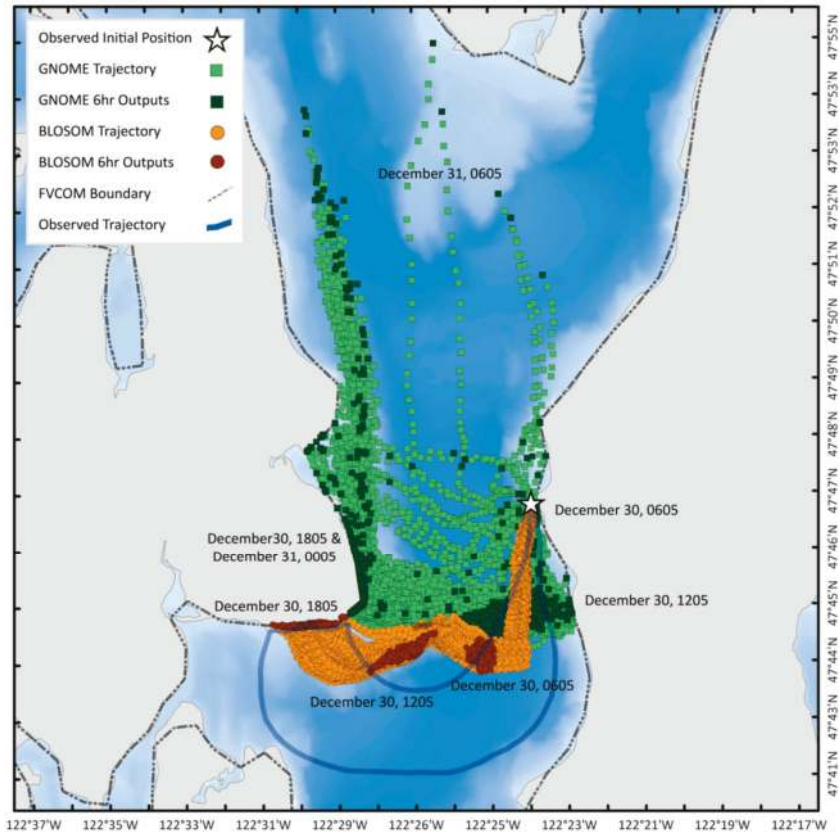 Observed Initial Position
GNOME Trajectory
GNOME 6hr Outputs
BLOSOM Trajectory
BLOSOM 6hr Outputs
FVCOM Boundary
Observed Trajectory
December 31, 0605
December 30, 0605
December30, 1805 &
December 31, 0005
December 30, 1805
December 30, 1205
December 30, 0605
December 30, 1205
47°55'N
47°53'N
47°53'N
47°52'N
47°51'N
47°50'N
47°49'N
47°48'N
47°47'N
47°46'N
47°45'N
47°44'N
47°43'N
47°41'N
122°37'W
122°35'W
122°33'W
122°31'W
122°29'W
122°26'W
122°25'W
122°23'W
122°21'W
122°19'W
122°17'W